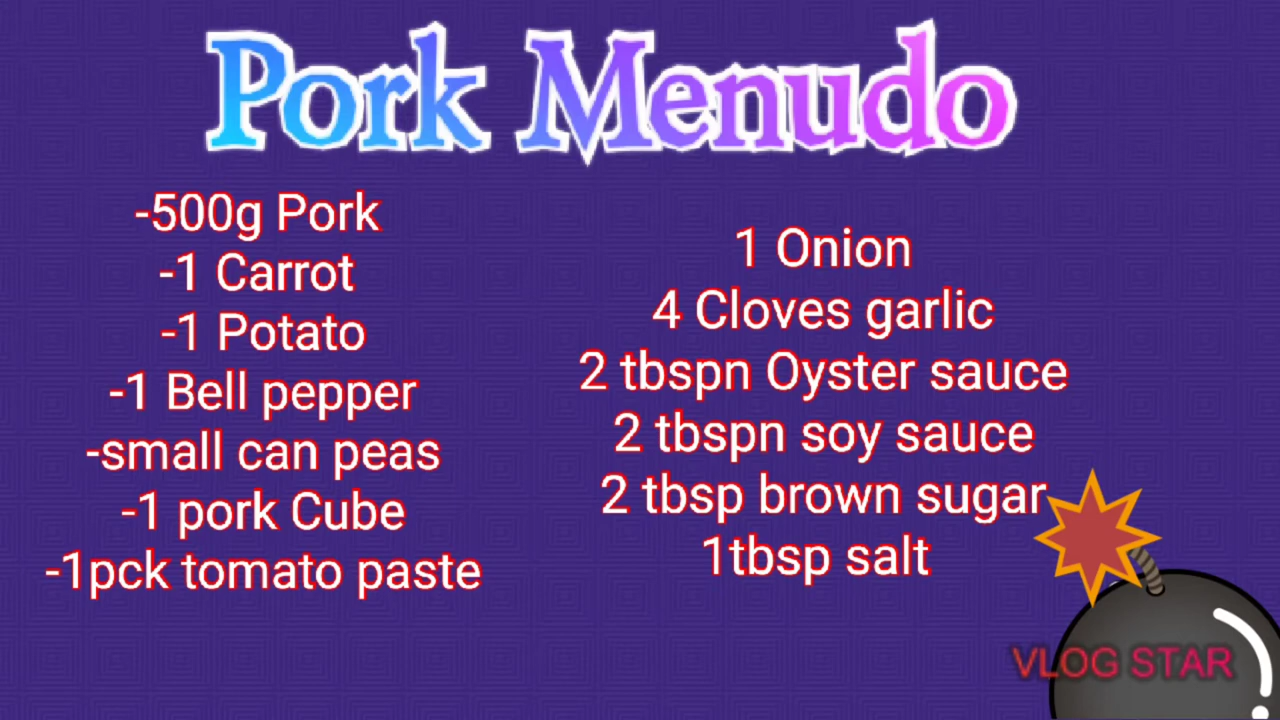 Pork Menudo
-500g Pork
-1 Carrot
-1 Potato
-1 Bell pepper
-small can peas
-1 pork Cube
-1pck tomato paste
1 Onion
4 Cloves garlic
2 tbspn Oyster sauce
2 tbspn soy sauce
2 tbsp brown sugar
1tbsp salt
VLOG STAR